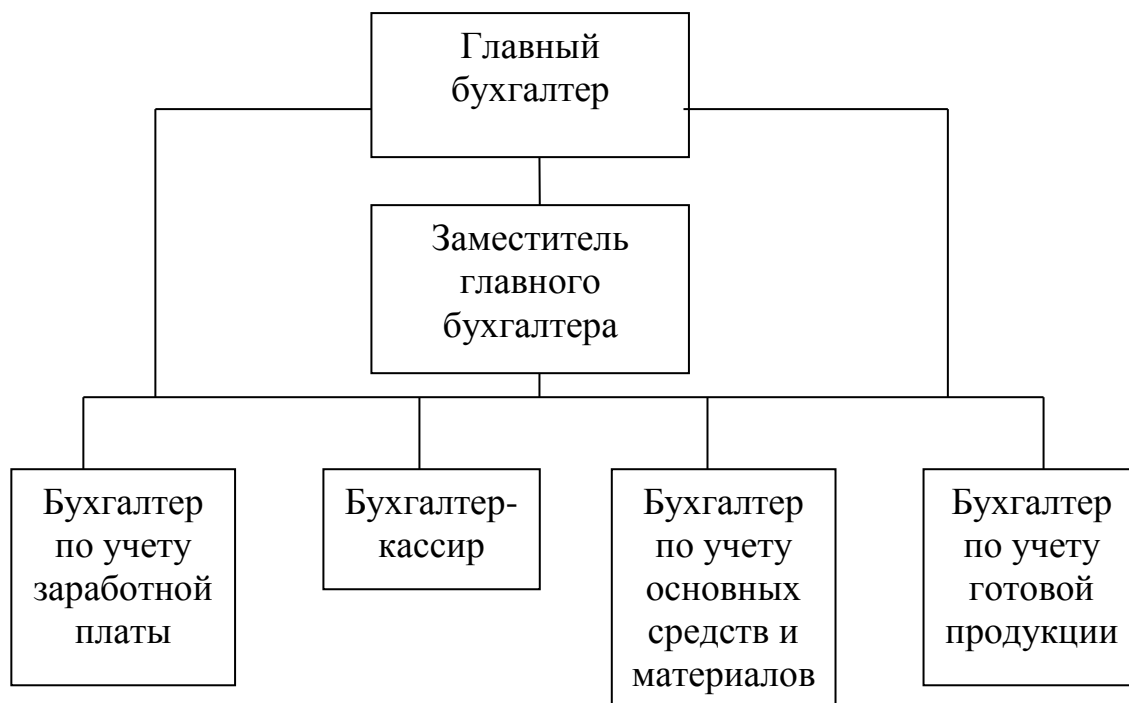 Главный
бухгалтер
Заместитель
главного
бухгалтера
Бухгалтер
по учету
заработной
платы
Бухгалтер-
кассир
Бухгалтер
по учету
основных
средств и
материалов
Бухгалтер
по учету
готовой
продукции